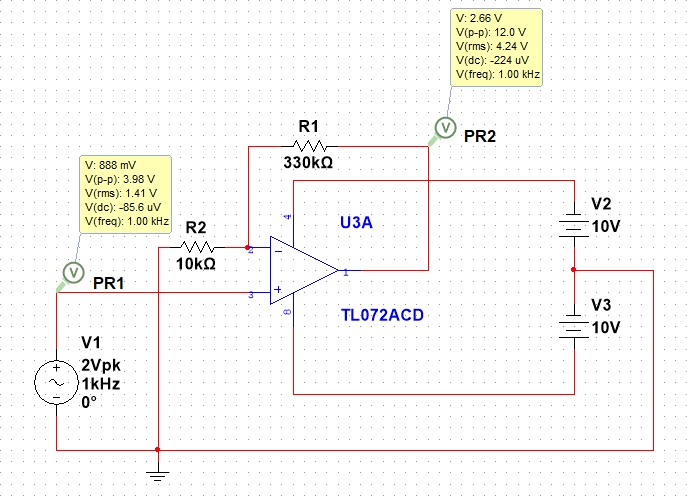 V: 2.66 V
V(p-p): 12.0 V
V(rms): 4.24 V
V(dc): -224 uV
V(freq): 1.00 kHz
V
PR2
R1
330kΩ
V: 888 mV
V(p-p): 3.98 V
V(rms): 1.41 V
V(dc): -85.6 uV
V(freq): 1.00 kHz
V
PR1
R2
10kΩ
4
U3A
2
1
3
8
TL072ACD
V2
10V
V3
10V
V1
2Vpk
1kHz
0°